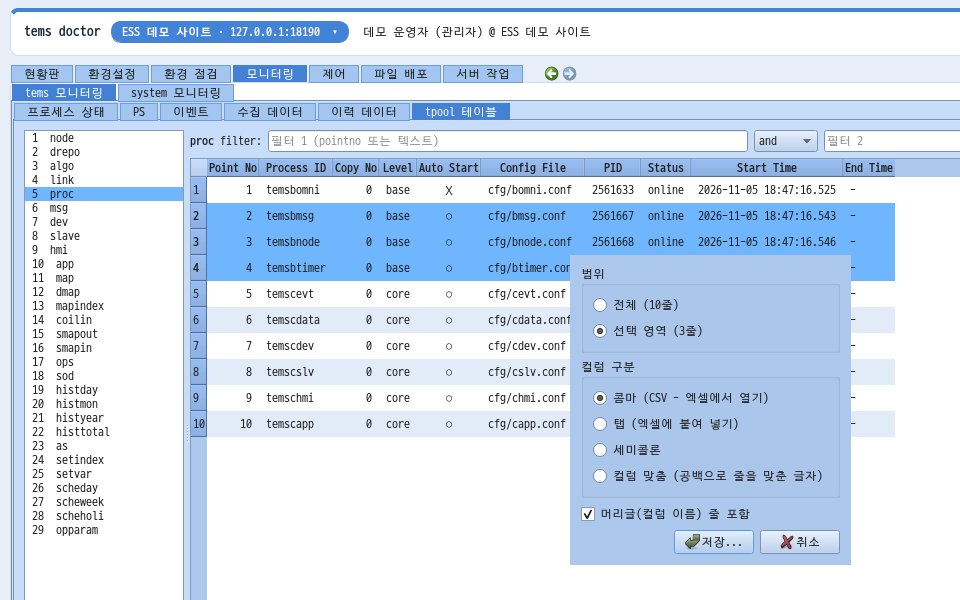 tems doctor ESS 데모 사이트 · 127.0.0.1:18190 데모 운영자 (관리자) @ ESS 데모 사이트
현황판 환경설정 환경 점검 모니터링 제어 파일 배포 서버 작업
tems 모니터링 system 모니터링
프로세스 상태 PS 이벤트 수집 데이터 이력 데이터 tpool 테이블
1 node
2 drepo
3 algo
4 link
5 proc
6 msg
7 dev
8 slave
9 hmi
10 app
11 map
12 dmap
13 mapindex
14 coilin
15 smapout
16 smapin
17 ops
18 sod
19 histday
20 histmon
21 histyear
22 histtotal
23 as
24 setindex
25 setvar
26 scheday
27 scheweek
28 scheholi
29 opparam
proc filter: 필터 1 (pointno 또는 텍스트) and 필터 2
Point No Process ID Copy No Level Auto Start Config File PID Status Start Time End Time
1 1 temsbomni 0 base X cfg/bomni.conf 2561633 online 2026-11-05 18:47:16.525 -
2 2 temsbmsg 0 base ○ cfg/bmsg.conf 2561667 online 2026-11-05 18:47:16.543 -
3 3 temsbnode 0 base ○ cfg/bnode.conf 2561668 online 2026-11-05 18:47:16.546 -
4 4 temsbtimer 0 base ○ cfg/btimer.con -
5 5 temscevt 0 core ○ cfg/cevt.conf -
6 6 temscdata 0 core ○ cfg/cdata.conf -
7 7 temscdev 0 core ○ cfg/cdev.conf -
8 8 temscslv 0 core ○ cfg/cslv.conf -
9 9 temschmi 0 core ○ cfg/chmi.conf -
10 10 temscapp 0 core ○ cfg/capp.conf -
범위
전체 (10줄)
선택 영역 (3줄)
컬럼 구분
콤마 (CSV - 엑셀에서 열기)
탭 (엑셀에 붙여 넣기)
세미콜론
컬럼 맞춤 (공백으로 줄을 맞춘 글자)
머리글(컬럼 이름) 줄 포함
저장... 취소